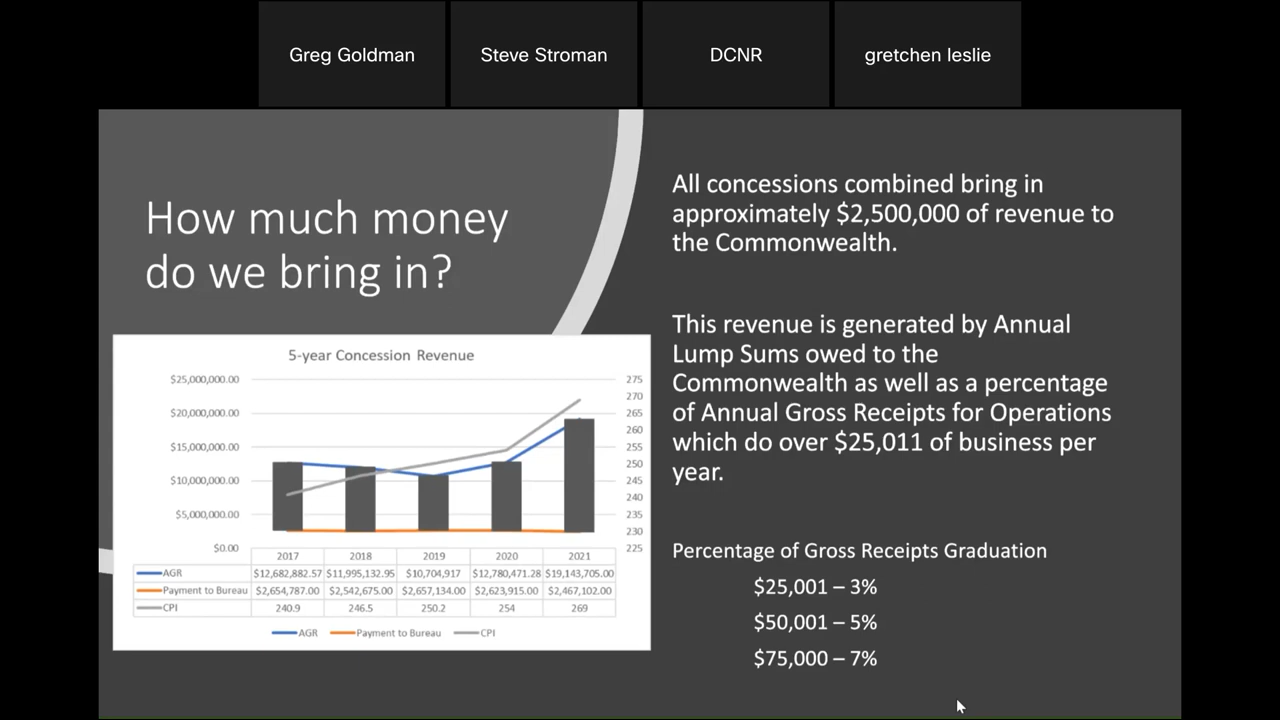 Greg Goldman
Steve Stroman
DCNR
gretchen leslie
How much money
do we bring in?
5-year Concession Revenue
$25,000,000.00
$20,000,000.00
$15,000,000.00
$10,000,000.00
$5,000,000.00
$0.00
275
270
265
260
255
250
245
240
235
230
225
2017 2018 2019 2020 2021
AGR $12,682,882.57 $11,995,132.95 $10,704,917 $12,780,471.28 $19,143,705.00
Payment to Bureau $2,654,787.00 $2,542,675.00 $2,657,134.00 $2,623,915.00 $2,467,102.00
CPI 240.9 246.5 250.2 254 269
AGR Payment to Bureau CPI
All concessions combined bring in
approximately $2,500,000 of revenue to
the Commonwealth.
This revenue is generated by Annual
Lump Sums owed to the
Commonwealth as well as a percentage
of Annual Gross Receipts for Operations
which do over $25,011 of business per
year.
Percentage of Gross Receipts Graduation
$25,001 – 3%
$50,001 – 5%
$75,000 – 7%